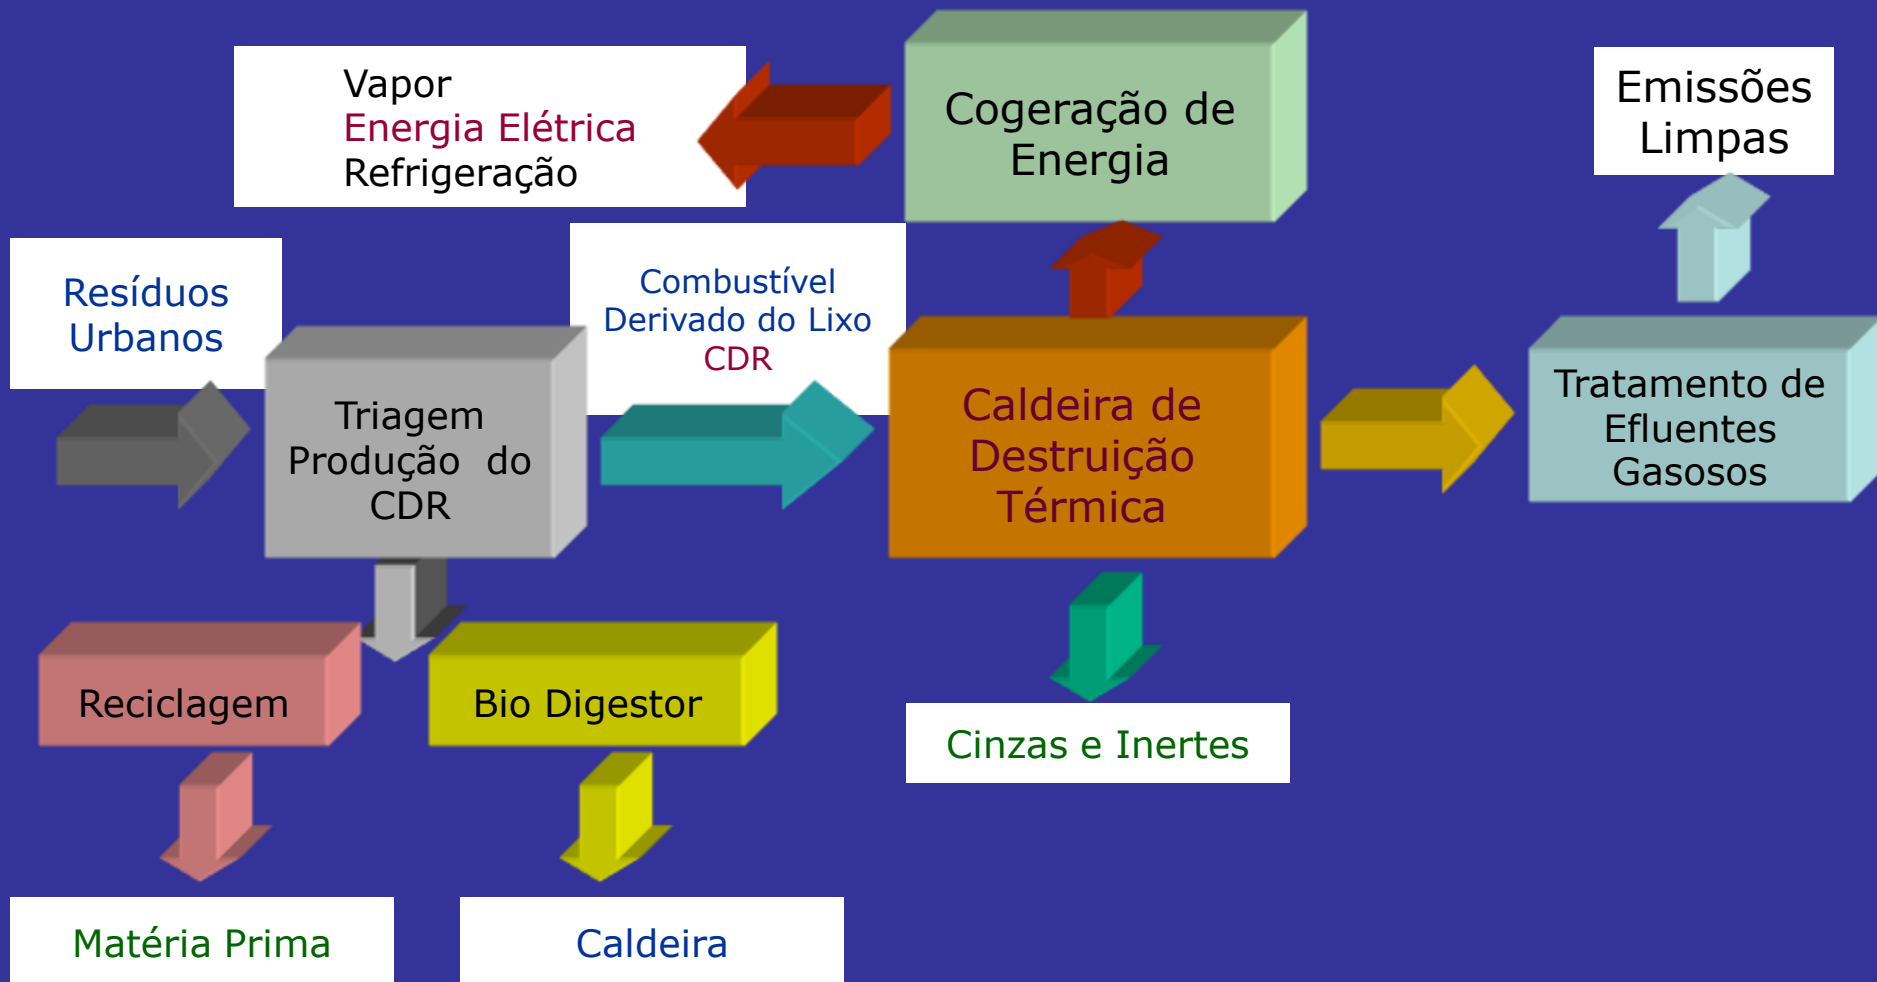 Vapor
Energia Elétrica
Refrigeração
Cogeração de
Energia
Emissões
Limpas
Resíduos
Urbanos
Combustível
Derivado do Lixo
CDR
Triagem
Produção do
CDR
Caldeira de
Destruição
Térmica
Tratamento de
Efluentes
Gasosos
Reciclagem
Bio Digestor
Cinzas e Inertes
Matéria Prima
Caldeira